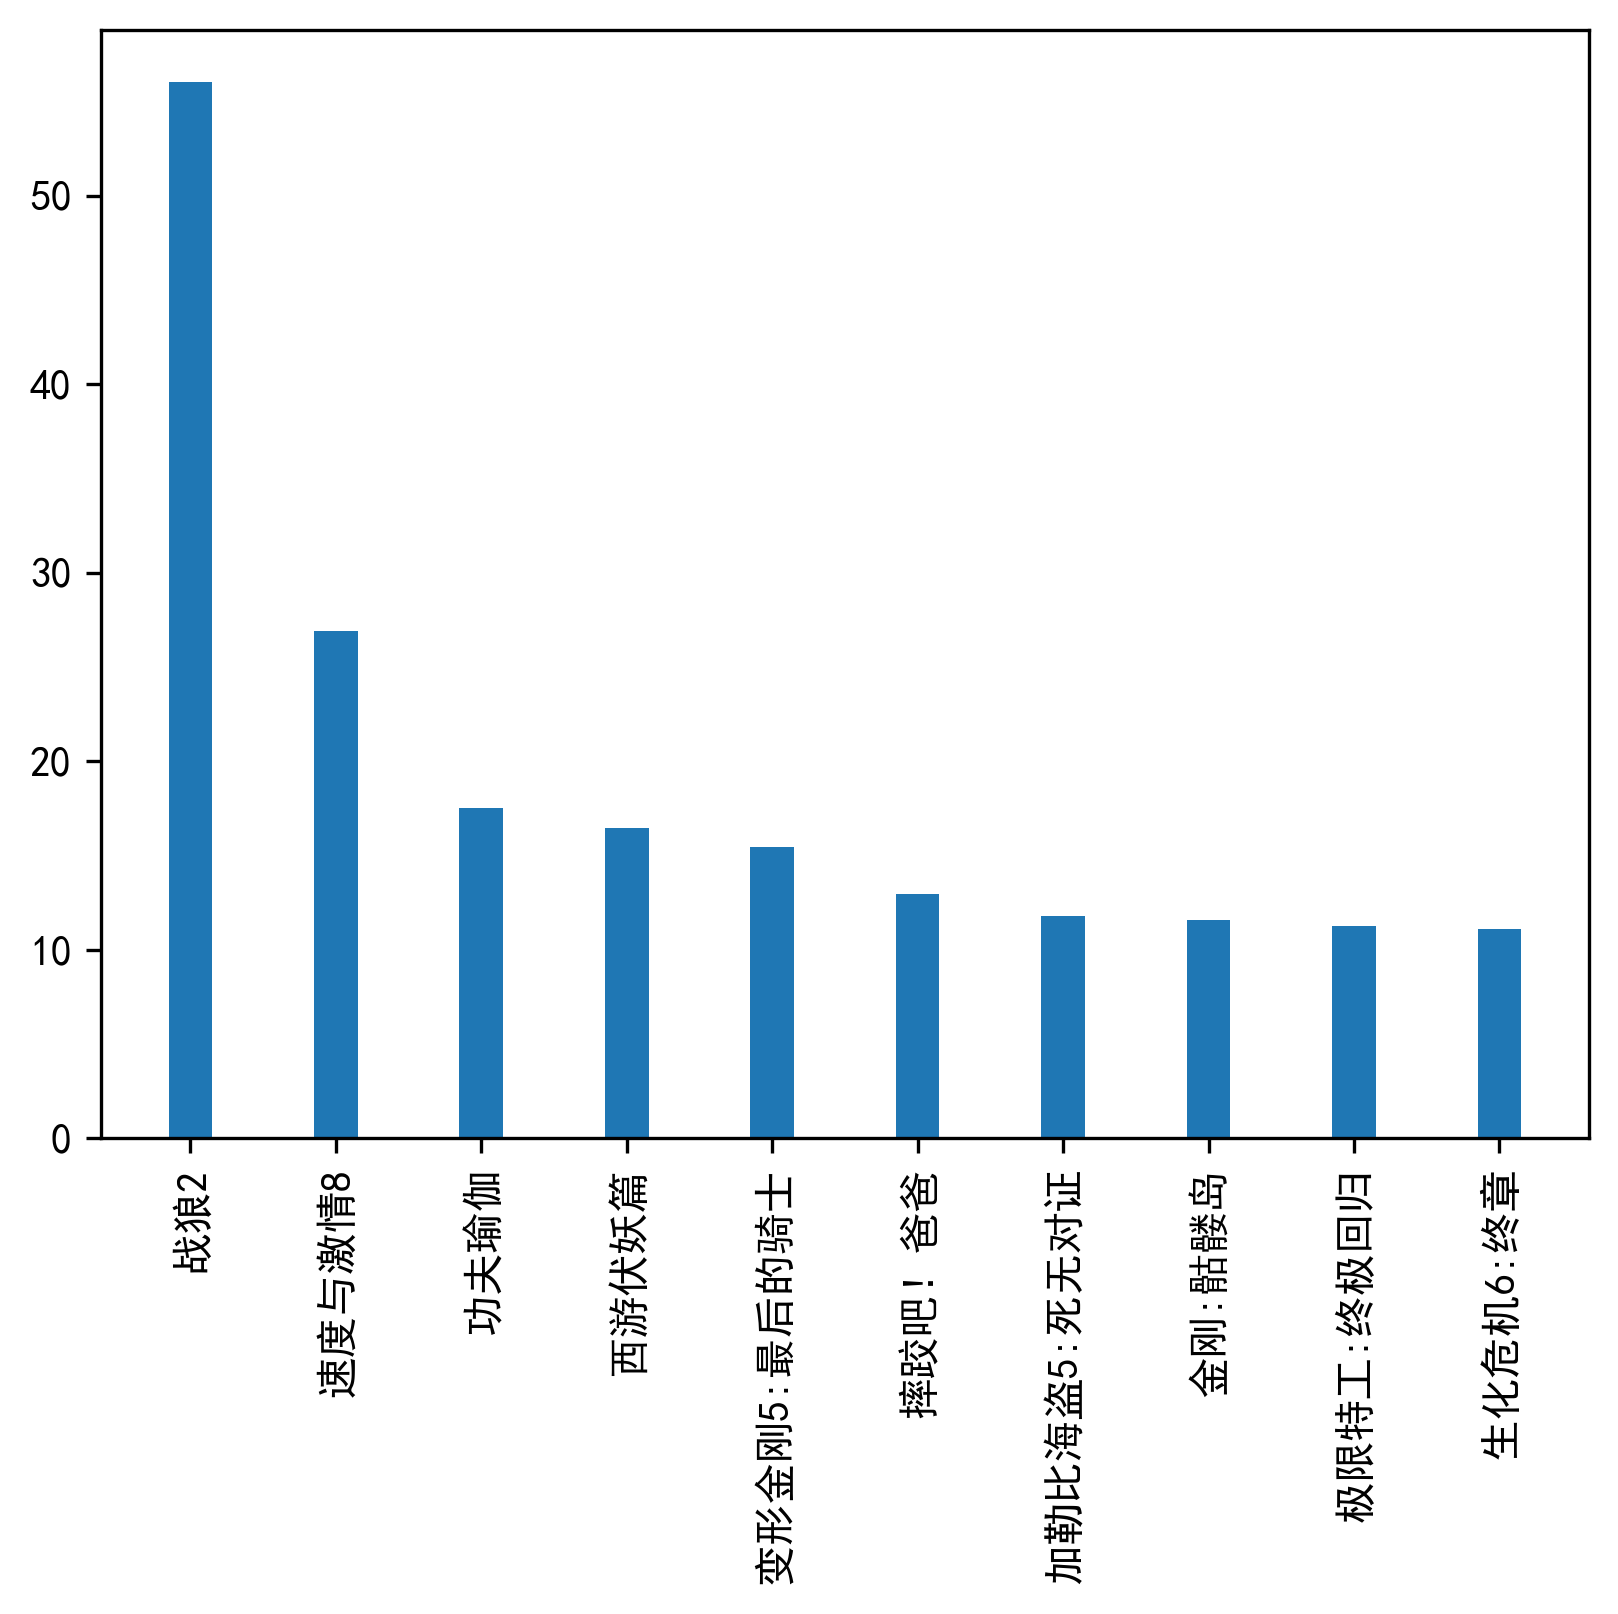 50
40
30
20
10
0
战狼2
速度与激情8
功夫瑜伽
西游伏妖篇
变形金刚5:最后的骑士
摔跤吧！爸爸
加勒比海盗5:死无对证
金刚:骷髅岛
极限特工:终极回归
生化危机6:终章